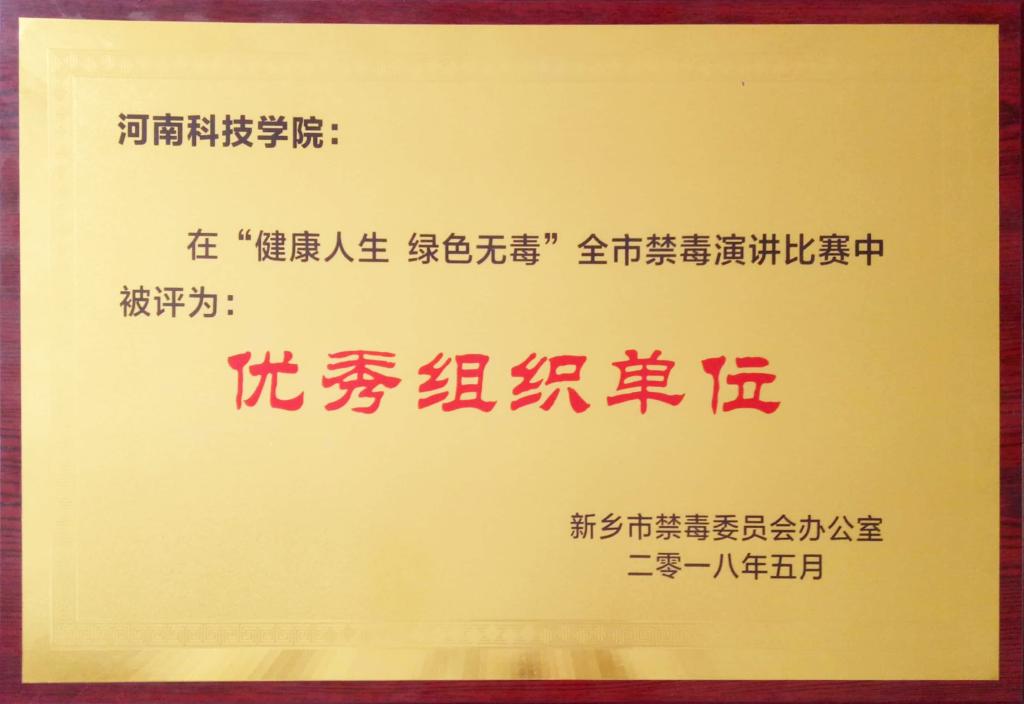 河南科技学院：
在“健康人生 绿色无毒”全市禁毒演讲比赛中
被评为：
优秀组织单位
新乡市禁毒委员会办公室
二零一八年五月